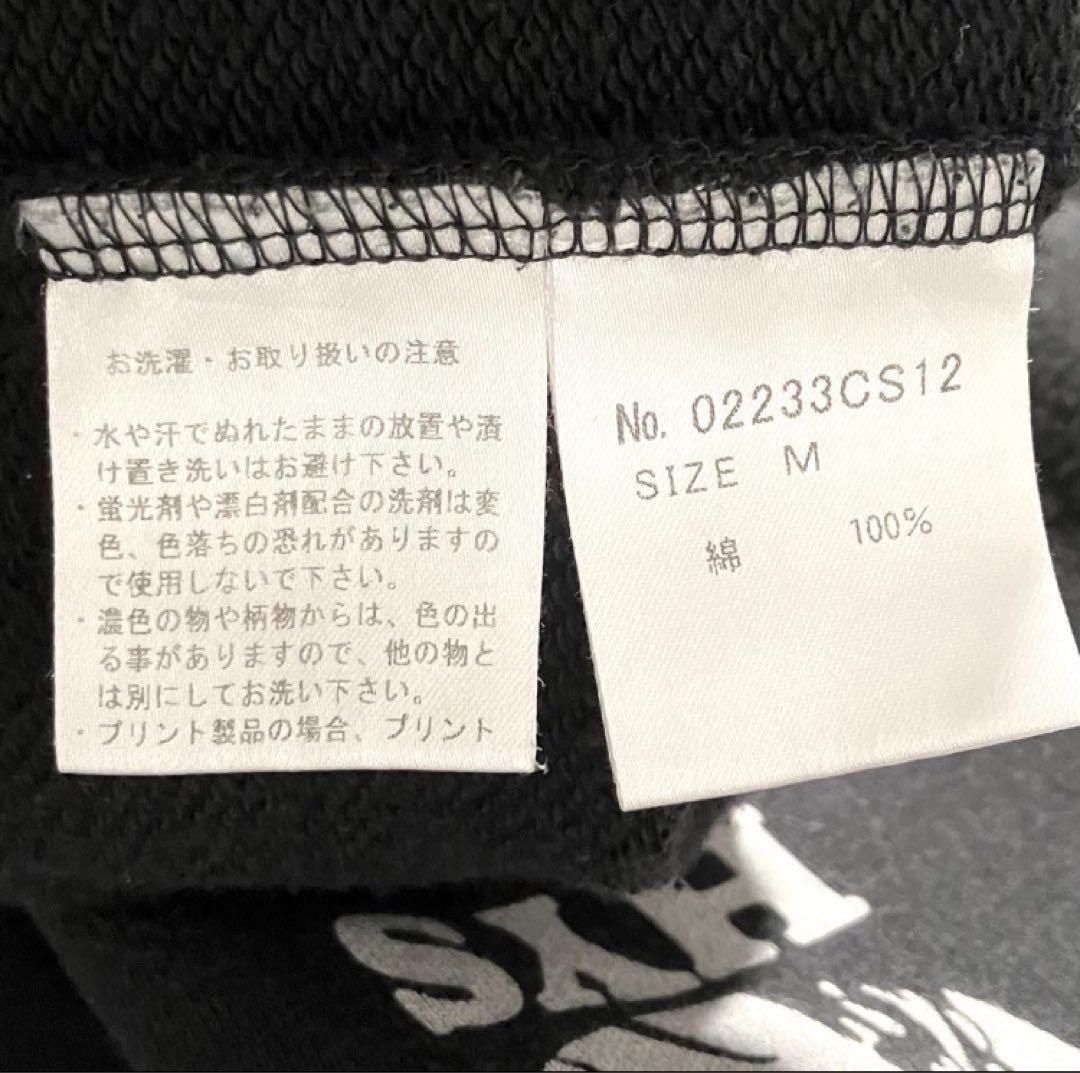 お洗濯・お取り扱いの注意
・水や汗でぬれたままの放置や漬
け置き洗いはお避け下さい。
・蛍光剤や漂白剤配合の洗剤は変
色、色落ちの恐れがありますの
で使用しないで下さい。
・濃色の物や柄物からは、色の出
る事がありますので、他の物と
は別にしてお洗い下さい。
・プリント製品の場合、プリント
No. 02233CS12
SIZE M
綿 100%